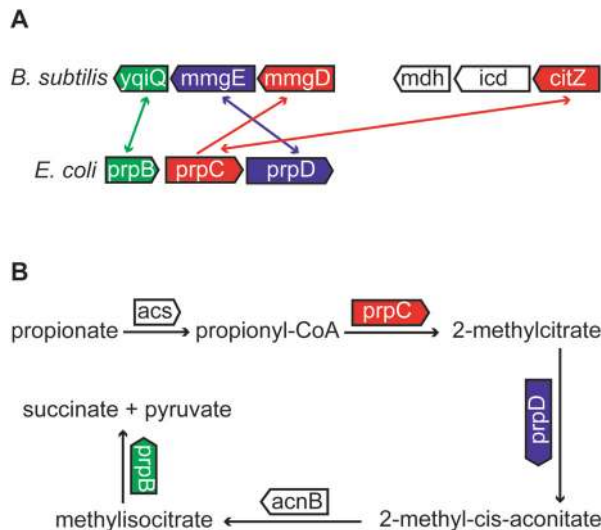 A
B. subtilis yqiQ mmgE mmgD mdh icd citZ
E. coli prpB prpC prpD
B
acs prpC
propionate propionyl-CoA 2-methylcitrate
prpD
succinate + pyruvate
prpB
acnB
methylisocitrate 2-methyl-cis-aconitate